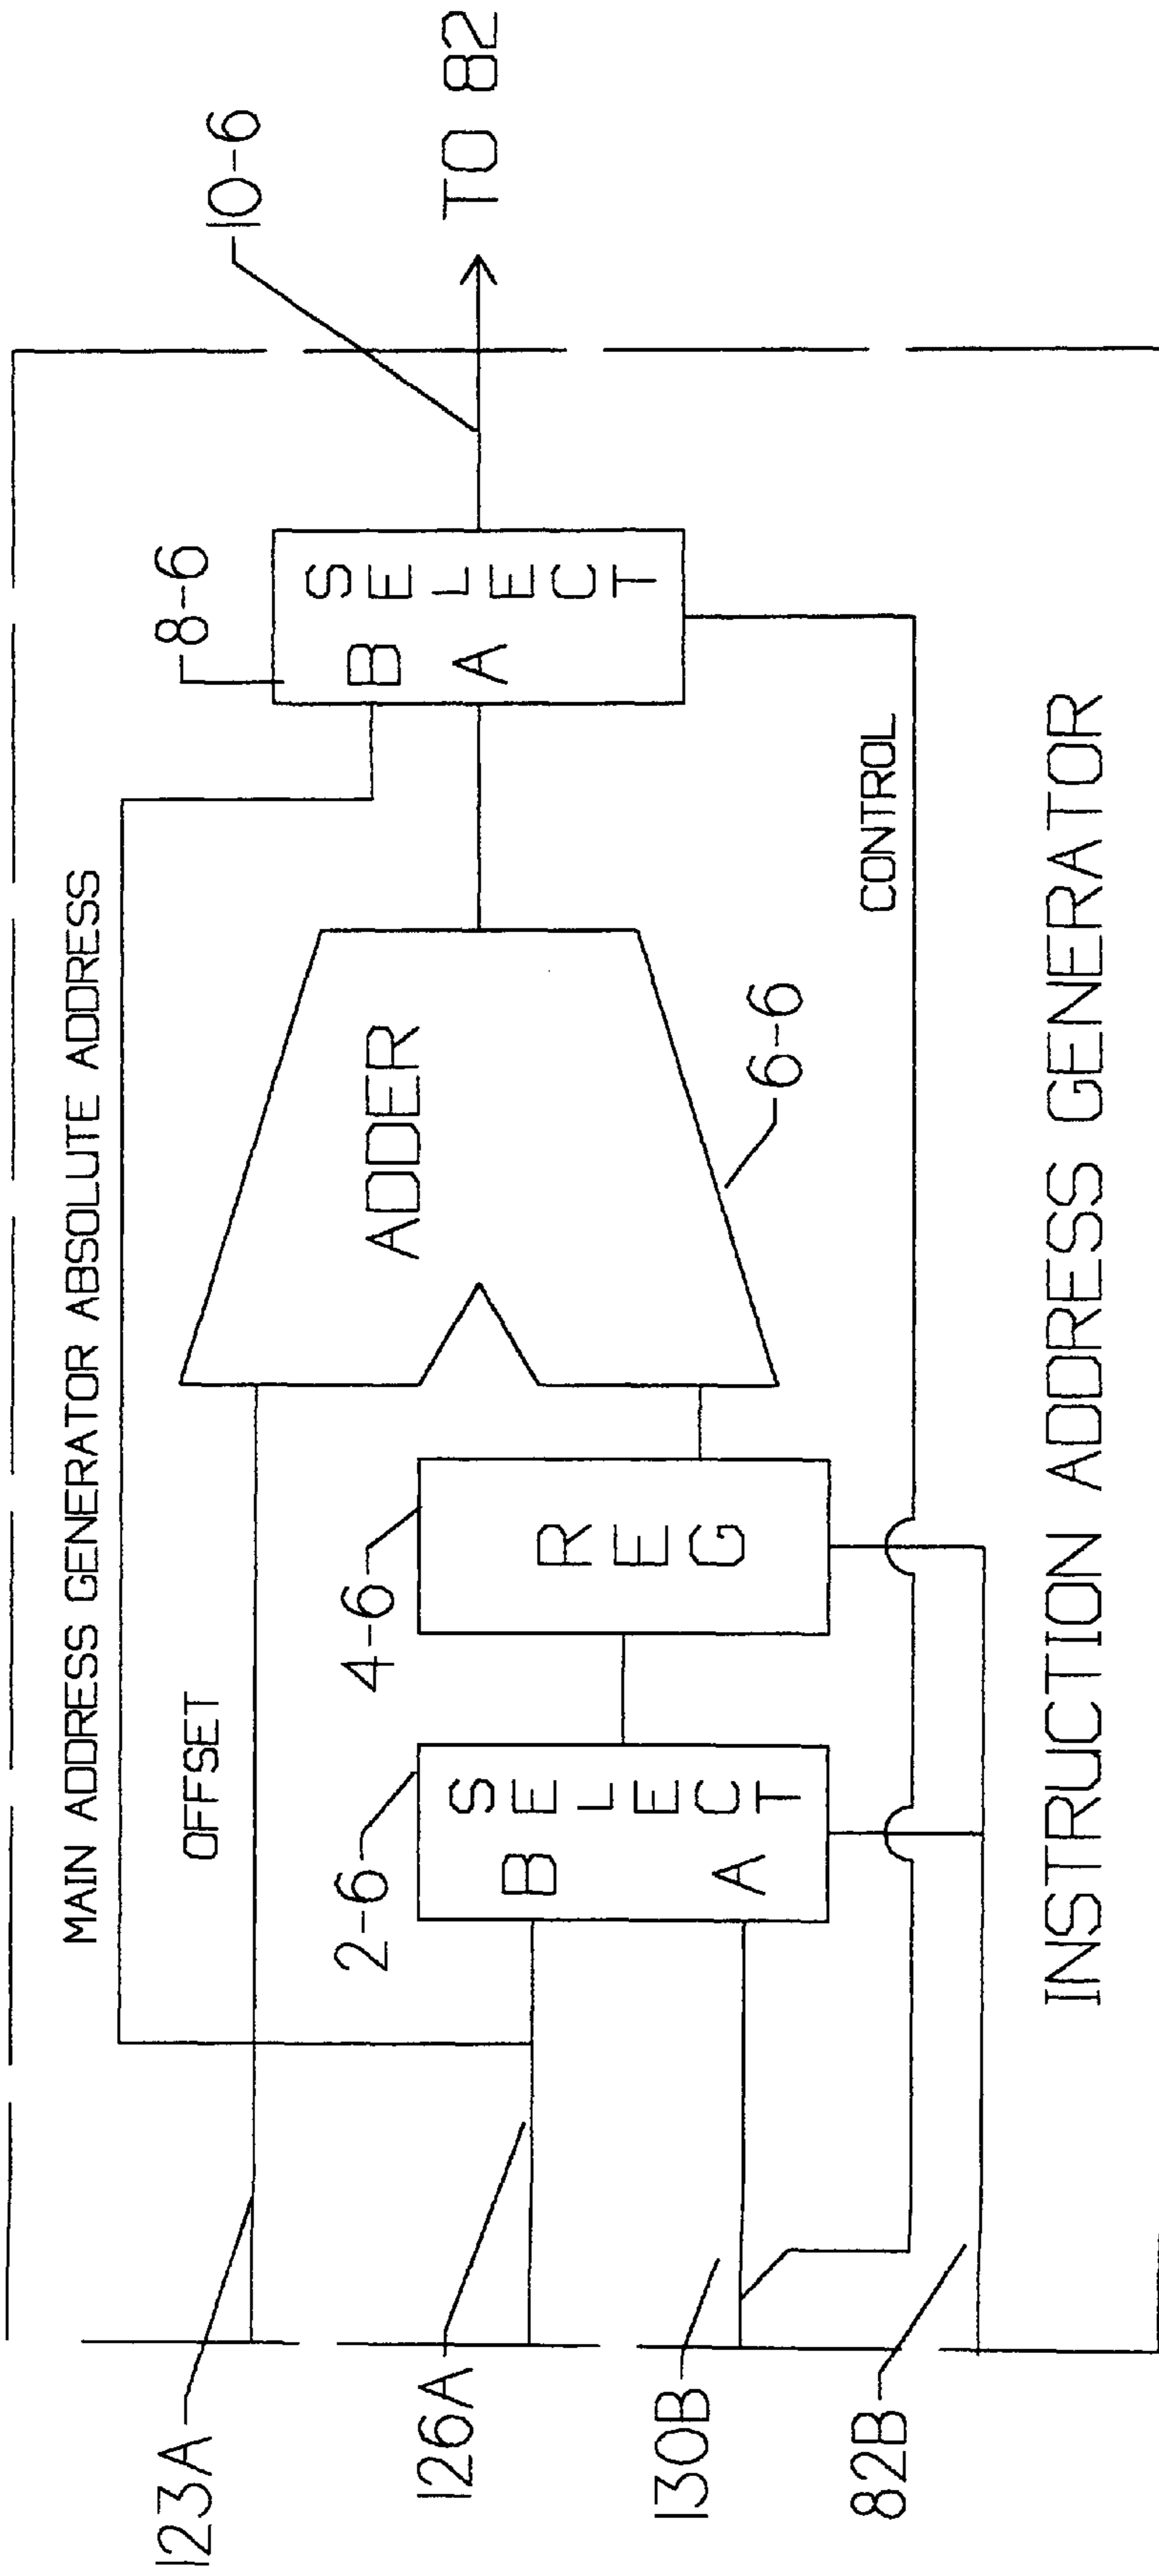 10-6
TO 82
8-6
SELECT
B
A
MAIN ADDRESS GENERATOR ABSOLUTE ADDRESS
ADDER
6-6
CONTROL
OFFSET
4-6
REG
2-6
SELECT
B
A
123A
126A
130B
82B
INSTRUCTION ADDRESS GENERATOR